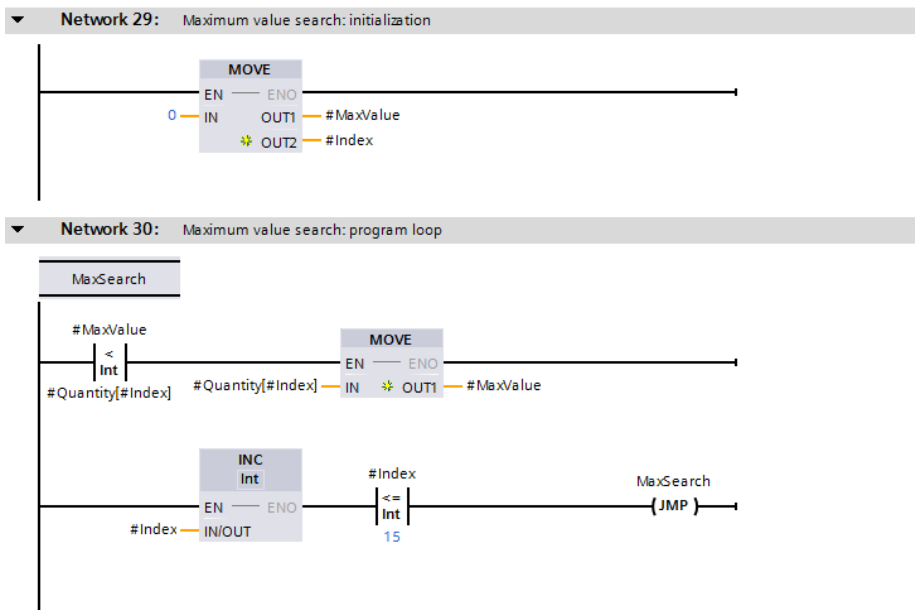 Network 29: Maximum value search: initialization
MOVE
EN ENO
0 IN OUT1 #MaxValue
OUT2 #Index
Network 30: Maximum value search: program loop
MaxSearch
#MaxValue
<
Int
#Quantity[#Index]
MOVE
EN ENO
#Quantity[#Index] IN OUT1 #MaxValue
INC
Int
EN ENO
#Index IN/OUT
#Index
<=
Int
15
MaxSearch
( JMP )